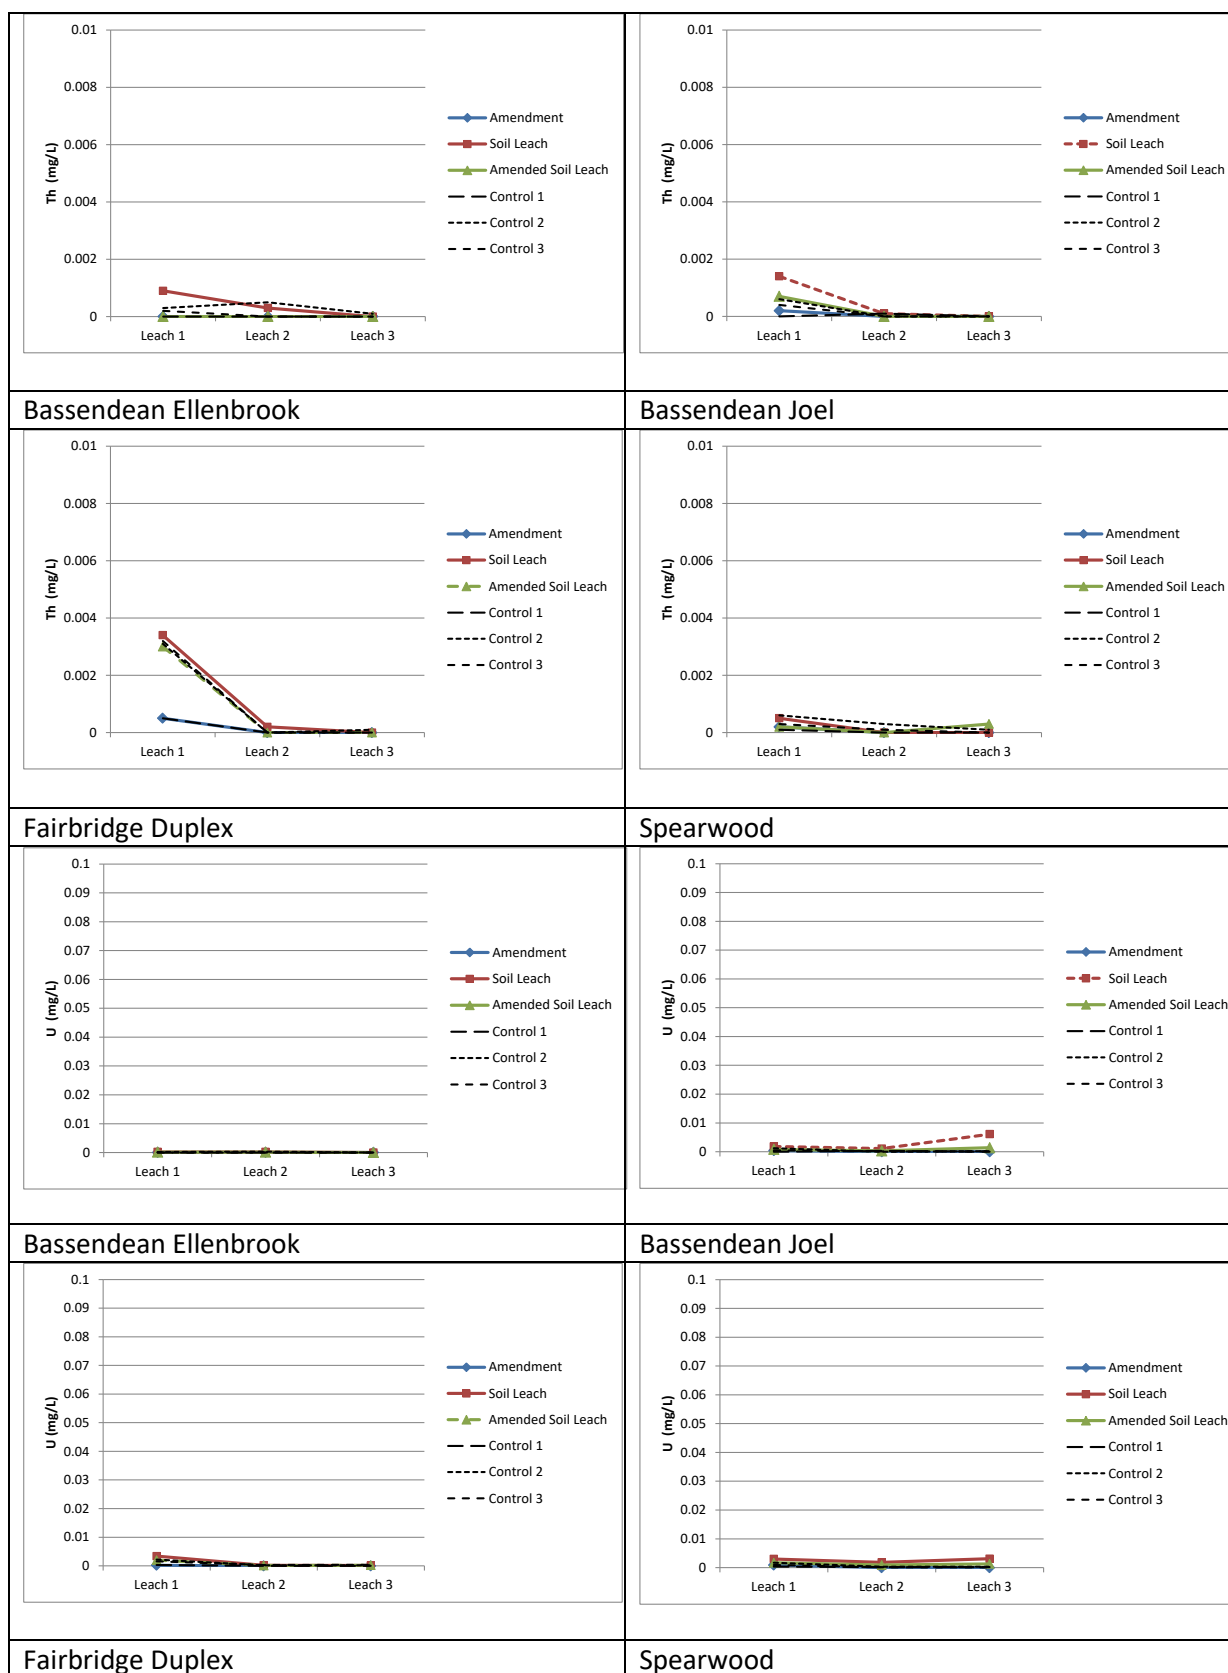 0.01
0.008
0.006
0.004
0.002
0
Th (mg/L)
Leach 1 Leach 2 Leach 3
Amendment
Soil Leach
Amended Soil Leach
Control 1
Control 2
Control 3
0.01
0.008
0.006
0.004
0.002
0
Th (mg/L)
Leach 1 Leach 2 Leach 3
Amendment
Soil Leach
Amended Soil Leach
Control 1
Control 2
Control 3
Bassendean Ellenbrook
Bassendean Joel
0.01
0.008
0.006
0.004
0.002
0
Th (mg/L)
Leach 1 Leach 2 Leach 3
Amendment
Soil Leach
Amended Soil Leach
Control 1
Control 2
Control 3
0.01
0.008
0.006
0.004
0.002
0
Th (mg/L)
Leach 1 Leach 2 Leach 3
Amendment
Soil Leach
Amended Soil Leach
Control 1
Control 2
Control 3
Fairbridge Duplex
Spearwood
0.1
0.09
0.08
0.07
0.06
0.05
0.04
0.03
0.02
0.01
0
U (mg/L)
Leach 1 Leach 2 Leach 3
Amendment
Soil Leach
Amended Soil Leach
Control 1
Control 2
Control 3
0.1
0.09
0.08
0.07
0.06
0.05
0.04
0.03
0.02
0.01
0
U (mg/L)
Leach 1 Leach 2 Leach 3
Amendment
Soil Leach
Amended Soil Leach
Control 1
Control 2
Control 3
Bassendean Ellenbrook
Bassendean Joel
0.1
0.09
0.08
0.07
0.06
0.05
0.04
0.03
0.02
0.01
0
U (mg/L)
Leach 1 Leach 2 Leach 3
Amendment
Soil Leach
Amended Soil Leach
Control 1
Control 2
Control 3
0.1
0.09
0.08
0.07
0.06
0.05
0.04
0.03
0.02
0.01
0
U (mg/L)
Leach 1 Leach 2 Leach 3
Amendment
Soil Leach
Amended Soil Leach
Control 1
Control 2
Control 3
Fairbridge Duplex
Spearwood